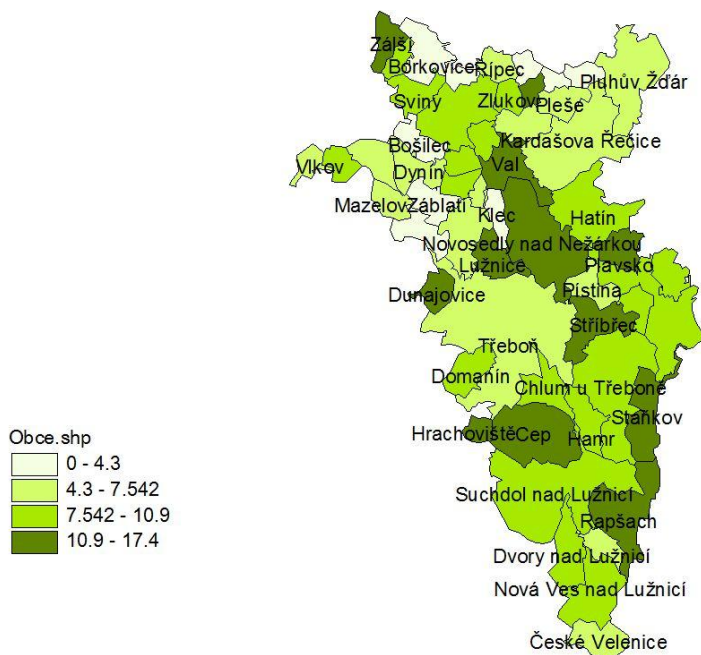 Zálší
Borkovice
Řípec
Pluhův Žďár
Sviny
Zlukov
Pleše
Bošilec
Kardašova Řečice
Vlkov
Dynín
Val
Mazelov
Záblatí
Klec
Hatín
Novosedly nad Nežárkou
Lužnice
Plavsko
Dunajovice
Pístina
Stříbřec
Třeboň
Domanín
Chlum u Třeboně
Staňkov
Hrachoviště
Cep
Hamr
Obce.shp
0 - 4.3
4.3 - 7.542
7.542 - 10.9
10.9 - 17.4
Suchdol nad Lužnicí
Rapšach
Dvory nad Lužnicí
Nová Ves nad Lužnicí
České Velenice